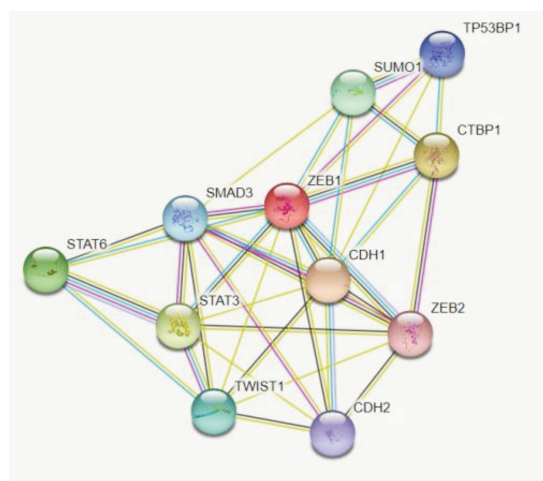 TP53BP1
SUMO1
CTBP1
ZEB1
SMAD3
STAT6
CDH1
STAT3
ZEB2
TWIST1
CDH2